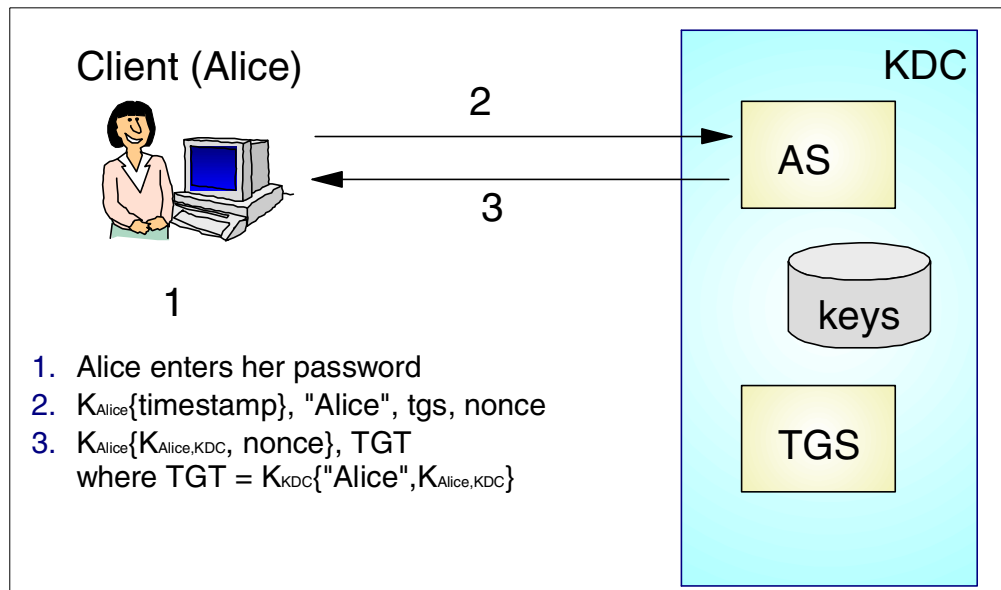 Client (Alice)
KDC
2
AS
3
keys
1
1. Alice enters her password
2. KAlice{timestamp}, "Alice", tgs, nonce
3. KAlice{KAlice,KDC, nonce}, TGT
where TGT = KKDC{"Alice",KAlice,KDC}
TGS